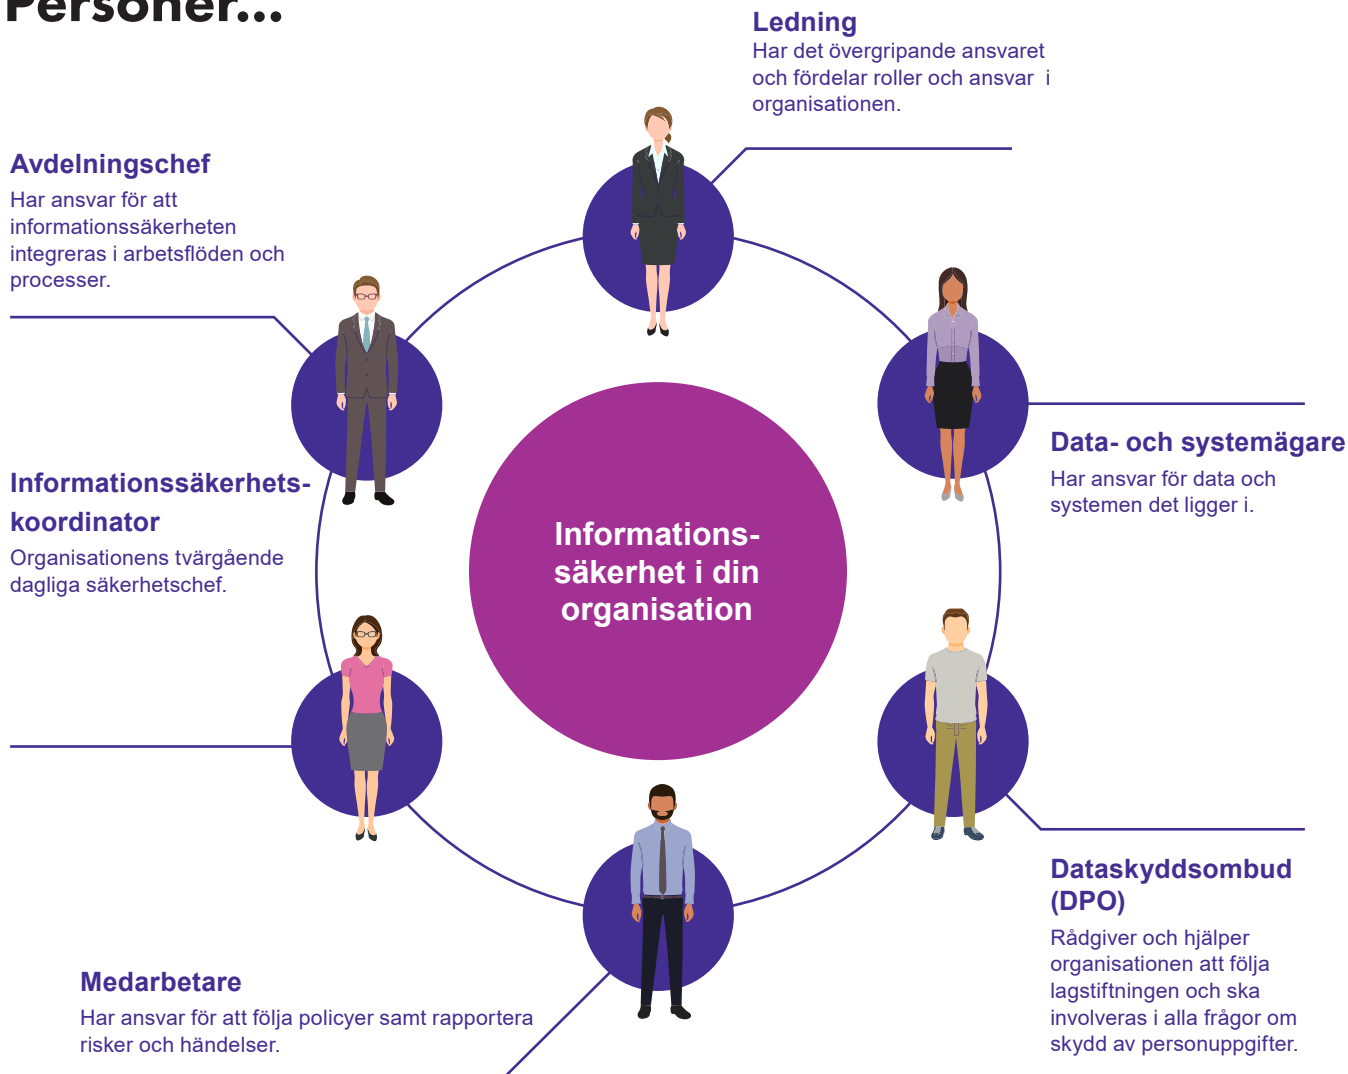 Personer...
Ledning
Har det övergripande ansvaret
och fördelar roller och ansvar i
organisationen.
Avdelningschef
Har ansvar för att
informationssäkerheten
integreras i arbetsflöden och
processer.
Data- och systemägare
Har ansvar för data och
systemen det ligger i.
Informationssäkerhets-
koordinator
Organisationens tvärgående
dagliga säkerhetschef.
Informations-
säkerhet i din
organisation
Dataskyddsombud
(DPO)
Rådgiver och hjälper
organisationen att följa
lagstiftningen och ska
involveras i alla frågor om
skydd av personuppgifter.
Medarbetare
Har ansvar för att följa policyer samt rapportera
risker och händelser.